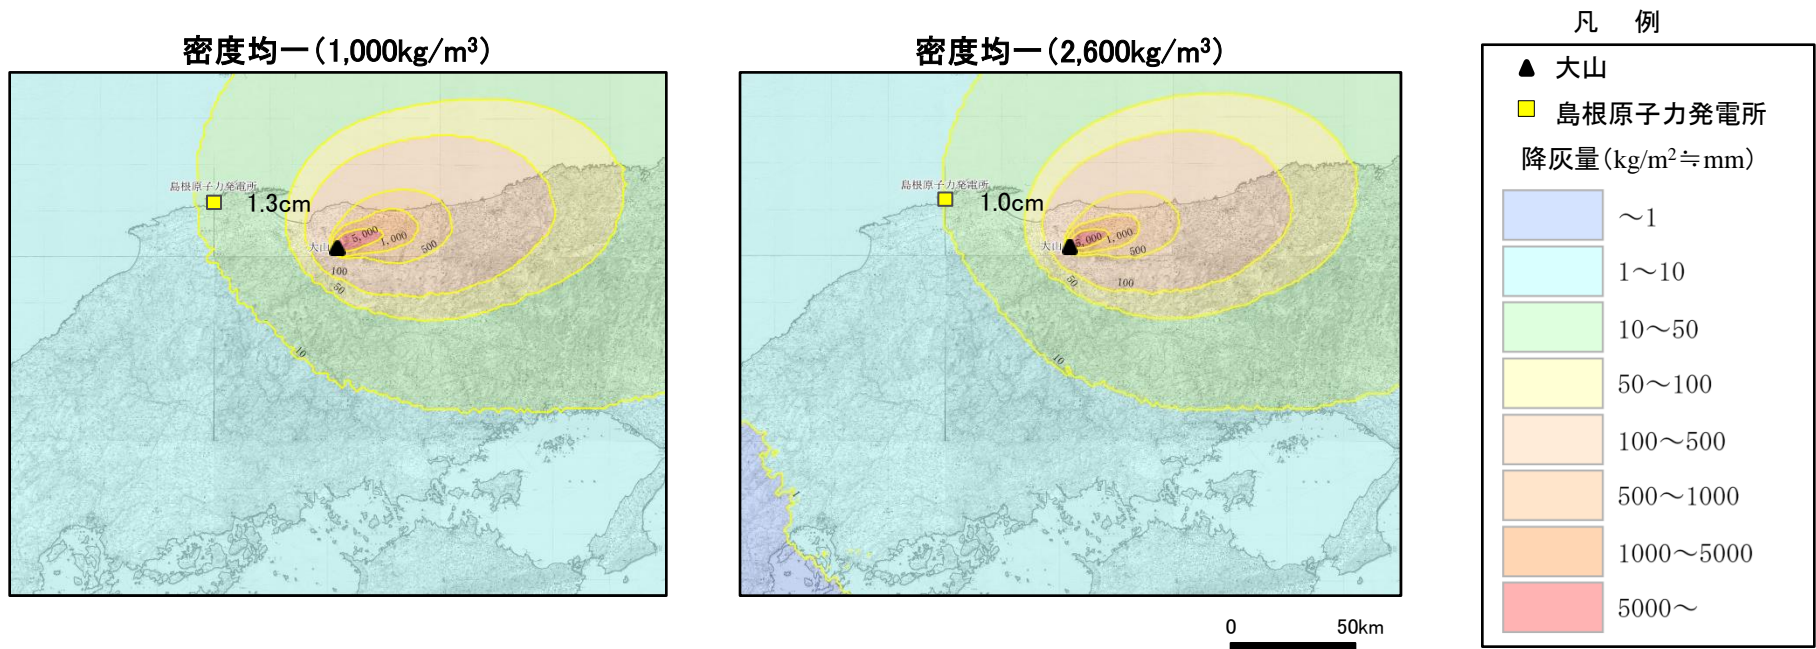 密度均一(1,000kg/m³)
島根原子力発電所
1.3cm
大山
5,000
1,000
500
100
50
10
密度均一(2,600kg/m³)
島根原子力発電所
1.0cm
大山
5,000
1,000
500
50
100
10
1
0 50km
凡 例
大山
島根原子力発電所
降灰量(kg/m²≒mm)
～1
1～10
10～50
50～100
100～500
500～1000
1000～5000
5000～